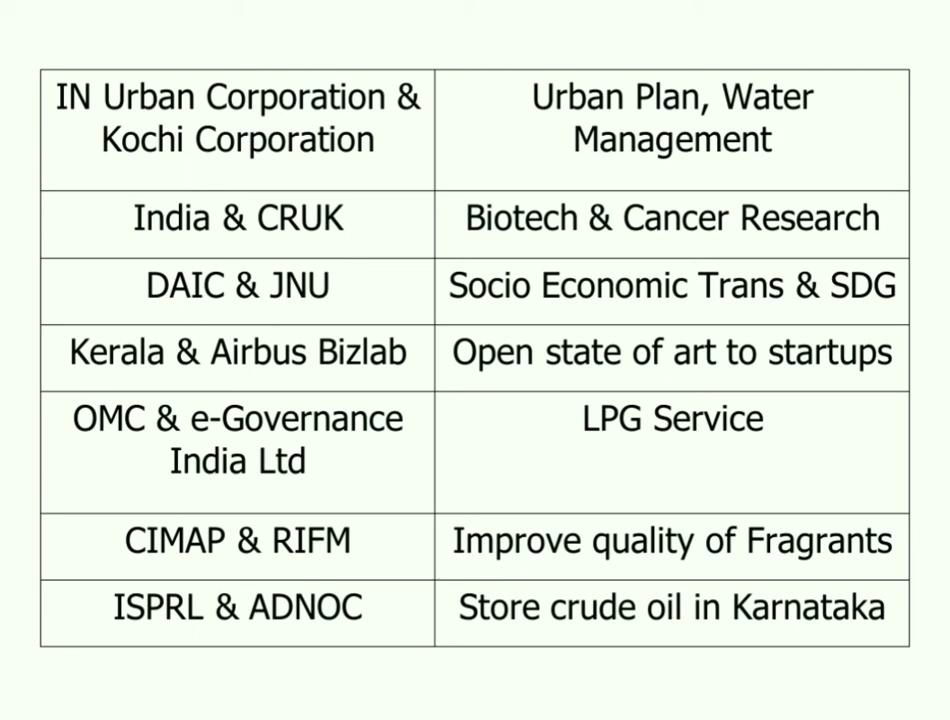 IN Urban Corporation &
Kochi Corporation
Urban Plan, Water
Management
India & CRUK
Biotech & Cancer Research
DAIC & JNU
Socio Economic Trans & SDG
Kerala & Airbus Bizlab
Open state of art to startups
OMC & e-Governance
India Ltd
LPG Service
CIMAP & RIFM
Improve quality of Fragrants
ISPRL & ADNOC
Store crude oil in Karnataka